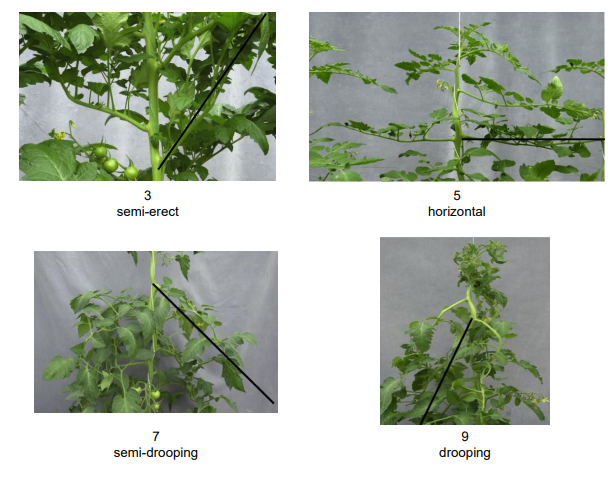 3
semi-erect
5
horizontal
7
semi-drooping
9
drooping